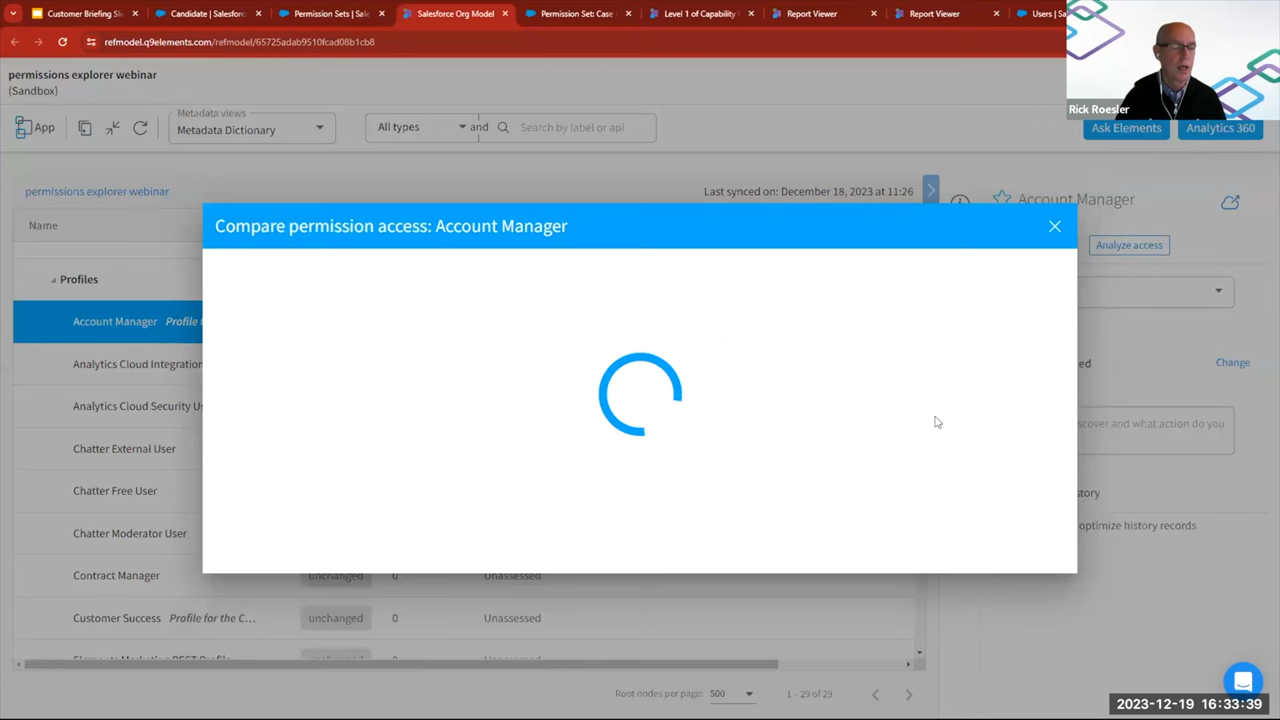 Customer Briefing Sli
Candidate | Salesforc
Permission Sets | Sale
Salesforce Org Model
Permission Set: Case
Level 1 of Capability
Report Viewer
Report Viewer
Users | Sa
refmodel.q9elements.com/refmodel/65725adab9510fcad08b1cb8
Rick Roesler
permissions explorer webinar
(Sandbox)
App
Metadata views
Metadata Dictionary
All types
and
Search by label or api
Ask Elements
Analytics 360
permissions explorer webinar
Last synced on: December 18, 2023 at 11:26
Account Manager
Name
Compare permission access: Account Manager
Analyze access
Profiles
Account Manager Profile f
Analytics Cloud Integration
ed
Change
Analytics Cloud Security Us
scover and what action do you
Chatter External User
Chatter Free User
story
Chatter Moderator User
optimize history records
Contract Manager
unchanged
0
Unassessed
Customer Success Profile for the C...
unchanged
0
Unassessed
Root nodes per page:
500
1 - 29 of 29
2023-12-19 16:33:39